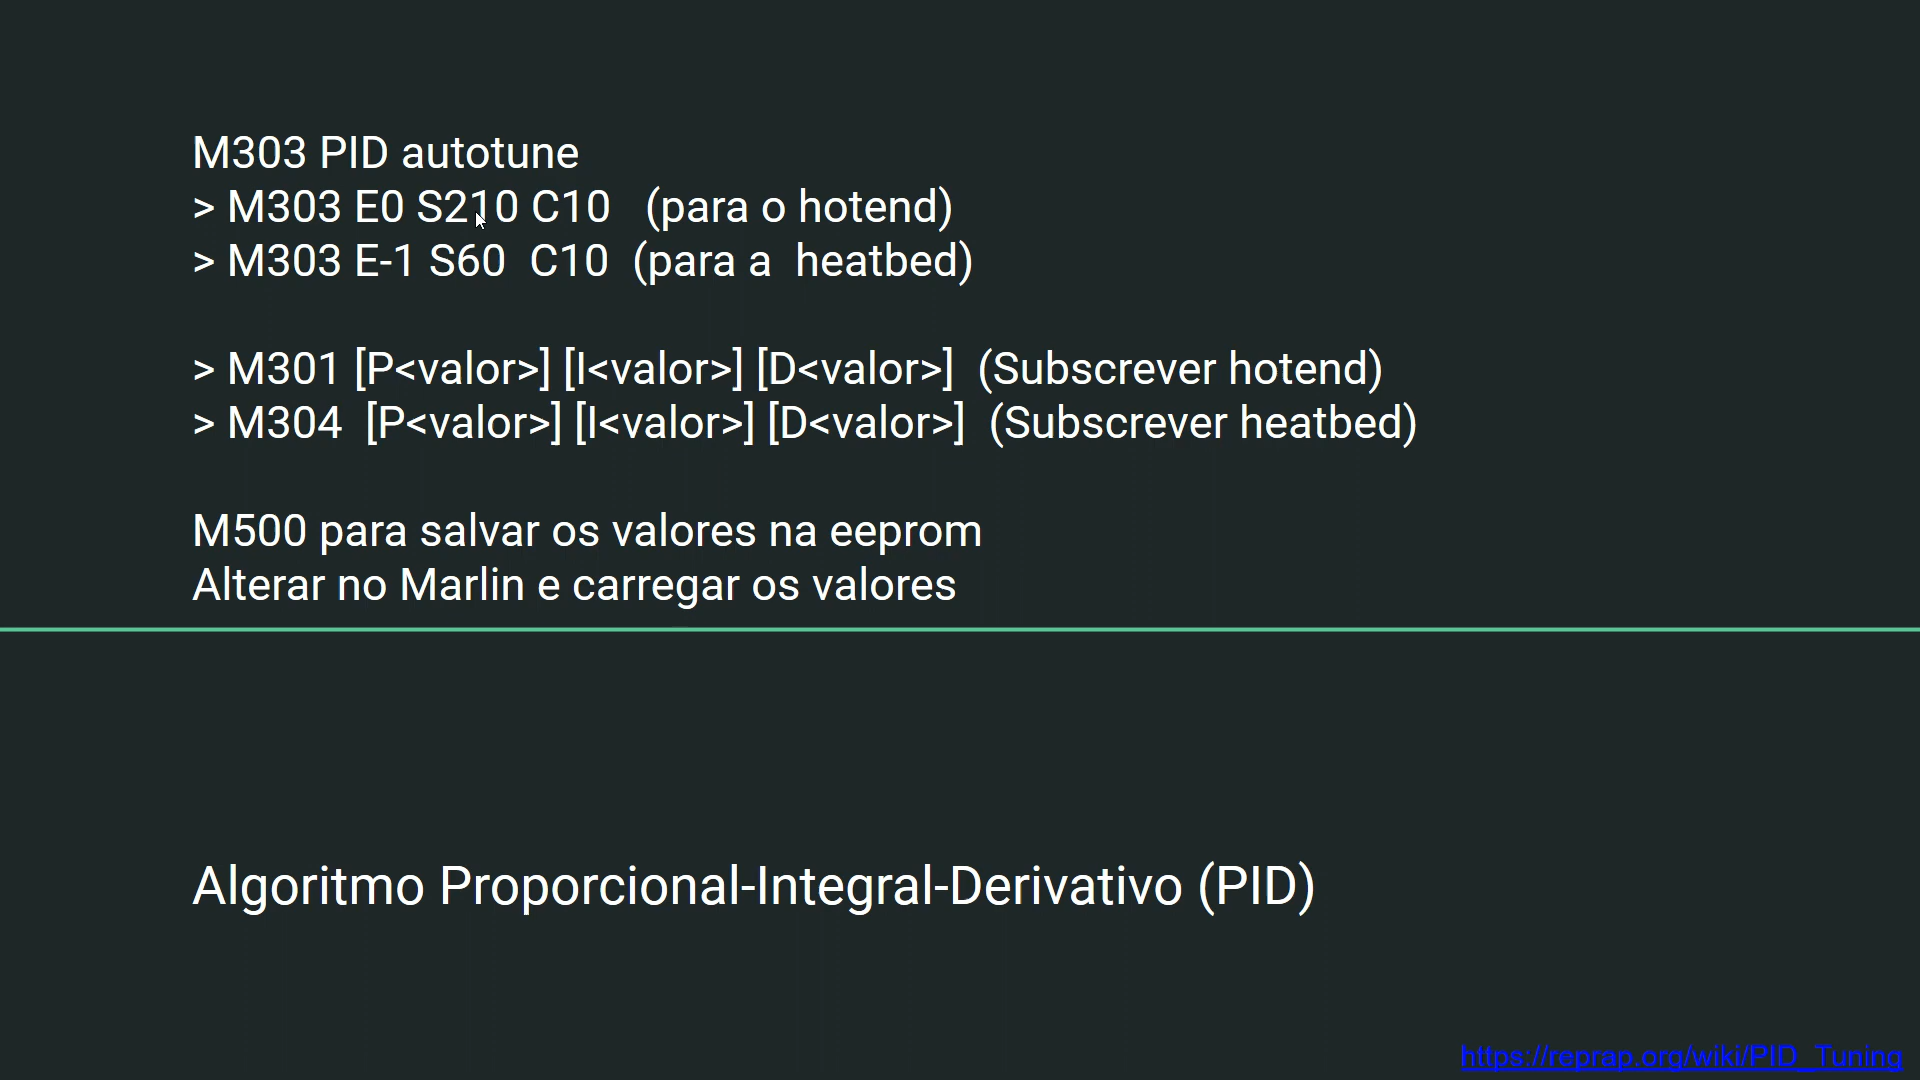 M303 PID autotune
> M303 E0 S210 C10 (para o hotend)
> M303 E-1 S60 C10 (para a heatbed)
> M301 [P<valor>] [I<valor>] [D<valor>] (Subscrever hotend)
> M304 [P<valor>] [I<valor>] [D<valor>] (Subscrever heatbed)
M500 para salvar os valores na eeprom
Alterar no Marlin e carregar os valores
Algoritmo Proporcional-Integral-Derivativo (PID)
https://reprap.org/wiki/PID_Tuning